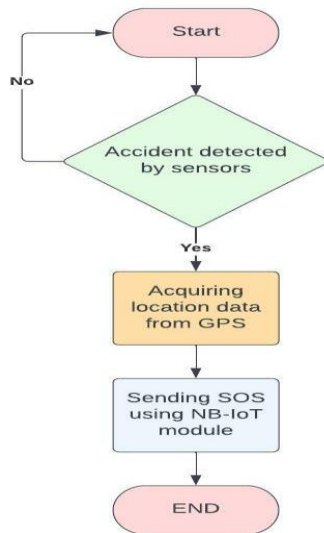 Start
No
Accident detected
by sensors
Yes
Acquiring
location data
from GPS
Sending SOS
using NB-IoT
module
END